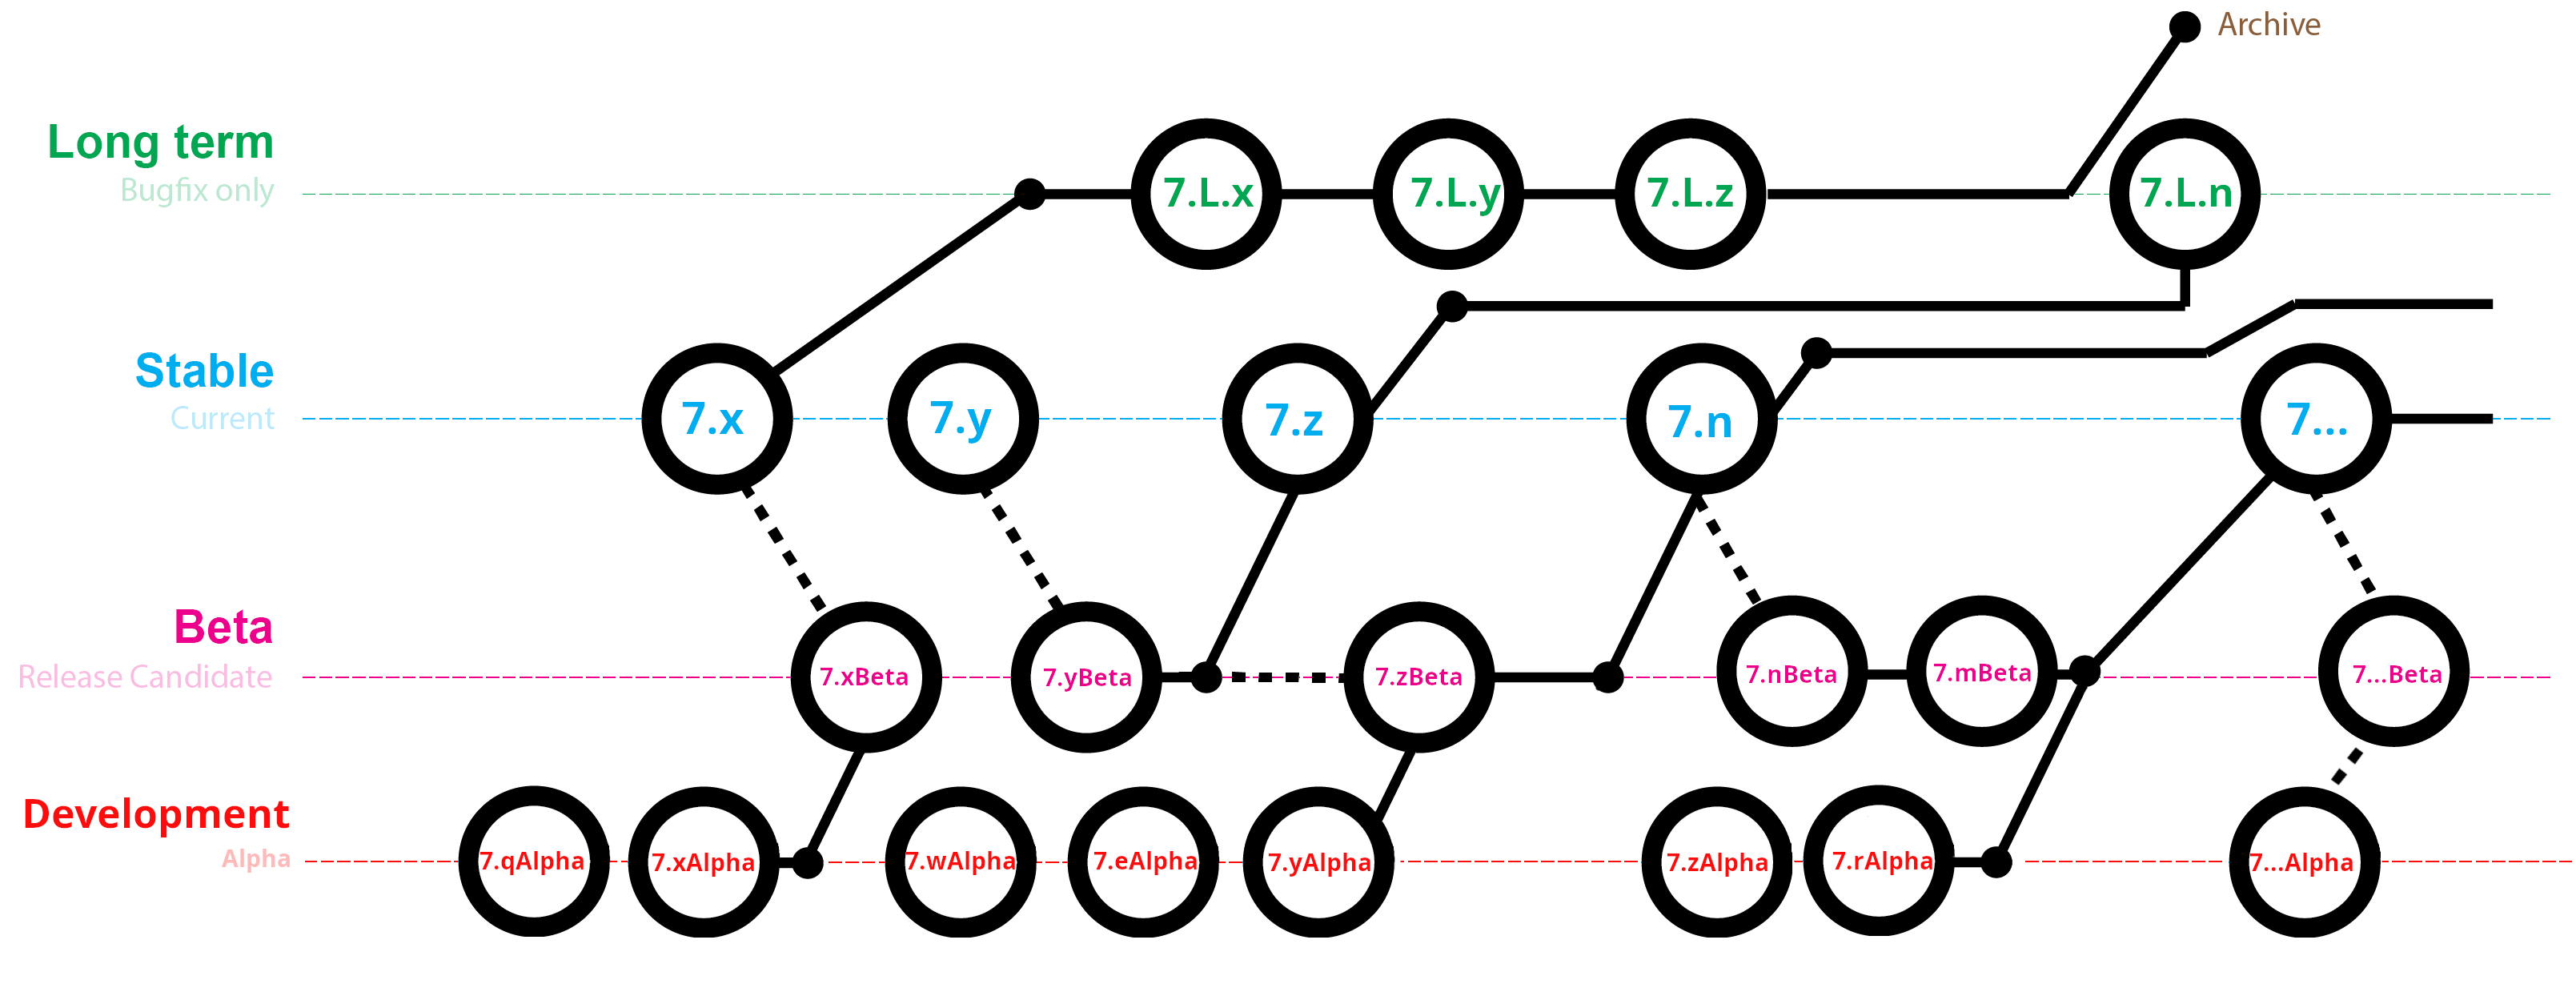 Archive
Long term
Bugfix only
7.L.x
7.L.y
7.L.z
7.L.n
Stable
Current
7.x
7.y
7.z
7.n
7...
Beta
Release Candidate
7.xBeta
7.yBeta
7.zBeta
7.nBeta
7.mBeta
7...Beta
Development
Alpha
7.qAlpha
7.xAlpha
7.wAlpha
7.eAlpha
7.yAlpha
7.zAlpha
7.rAlpha
7...Alpha